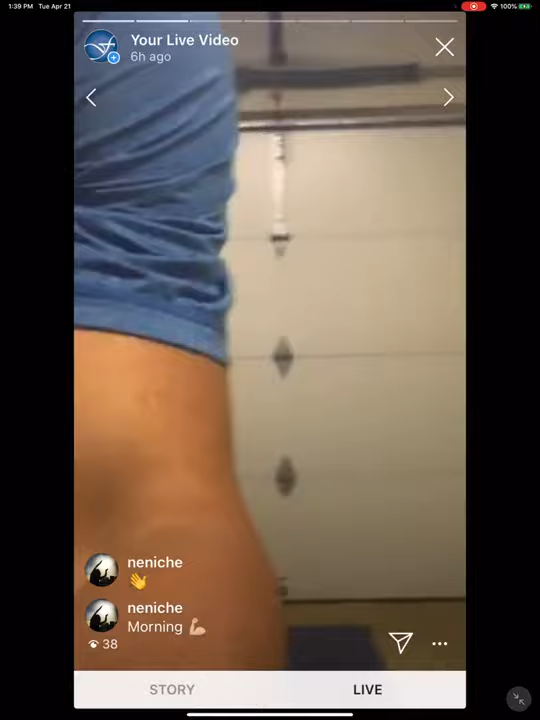 1:39 PM Tue Apr 21
100%
Your Live Video
6h ago
neniche
👋
neniche
Morning 💪🏼
38
STORY
LIVE